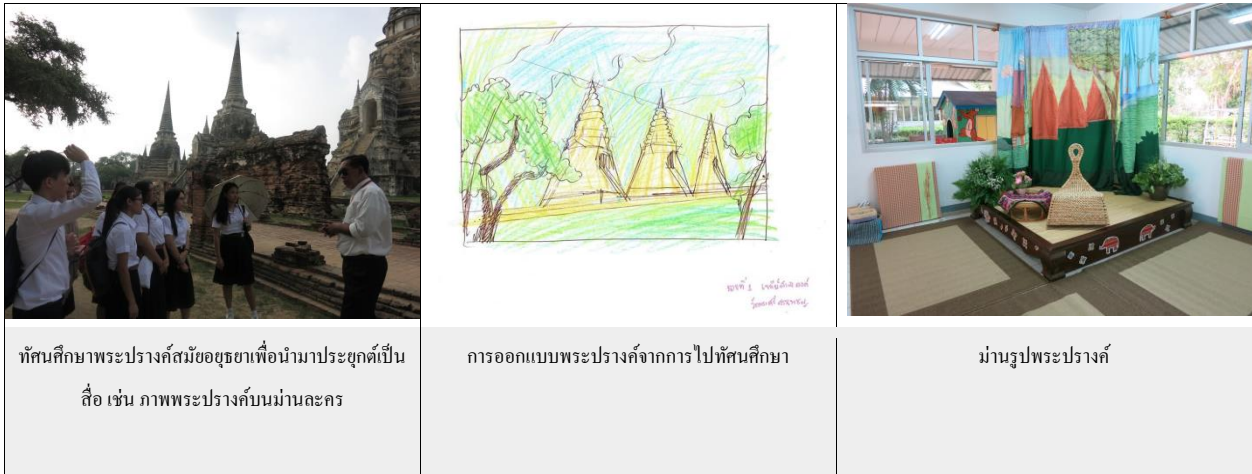 ทัศนศึกษาพระปรางค์สมัยอยุธยาเพื่อนำมาประยุกต์เป็น
สื่อ เช่น ภาพพระปรางค์บนม่านละคร
การออกแบบพระปรางค์จากการไปทัศนศึกษา
ม่านรูปพระปรางค์